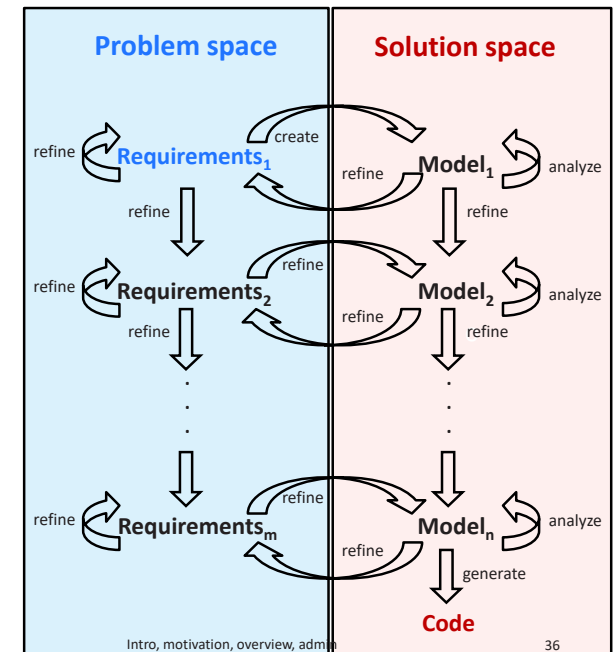 Problem space Solution space
create
refine Requirements₁ refine Model₁ analyze
refine refine
refine
refine Requirements₂ Model₂ analyze
refine refine refine
. .
. .
. .
refine
refine Requirementsₘ Modelₙ analyze
refine
generate
Code
Intro, motivation, overview, admin 36